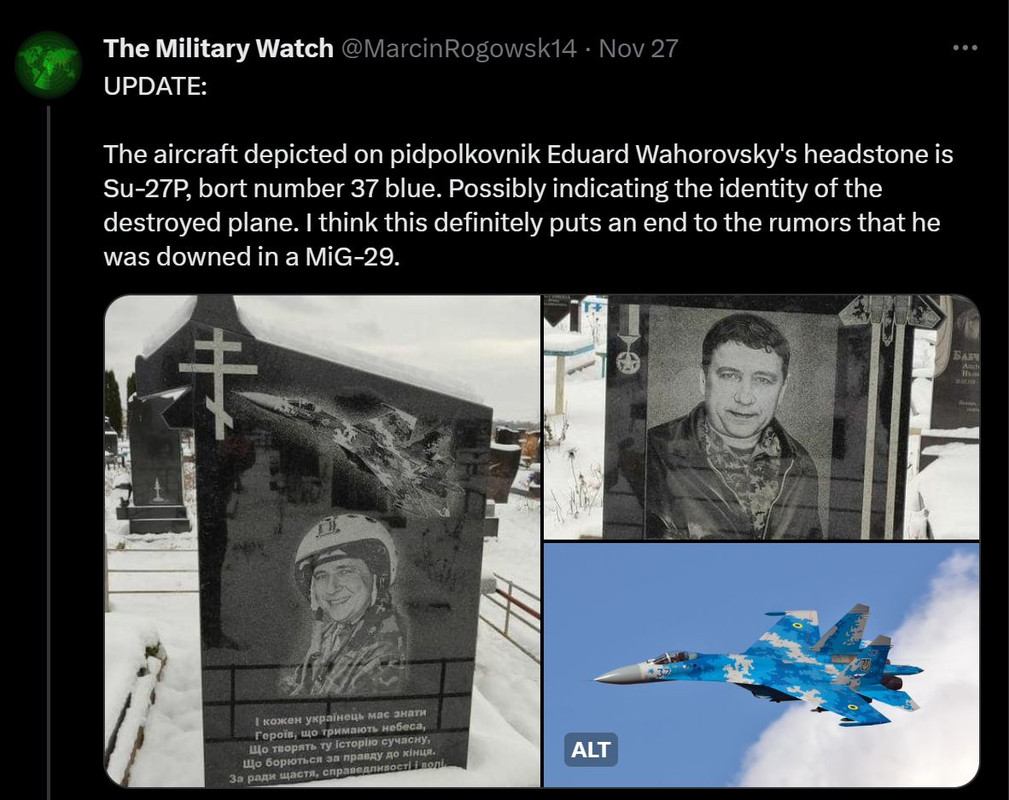 The Military Watch @MarcinRogowsk14 · Nov 27
UPDATE:
The aircraft depicted on pidpolkovnik Eduard Wahorovsky's headstone is
Su-27P, bort number 37 blue. Possibly indicating the identity of the
destroyed plane. I think this definitely puts an end to the rumors that he
was downed in a MiG-29.
І кожен українець має знати
Героїв, що тримають небеса,
Що творять ту історію сучасну,
Що борються за правду до кінця.
За ради щастя, справедливості і волі,
37
ALT